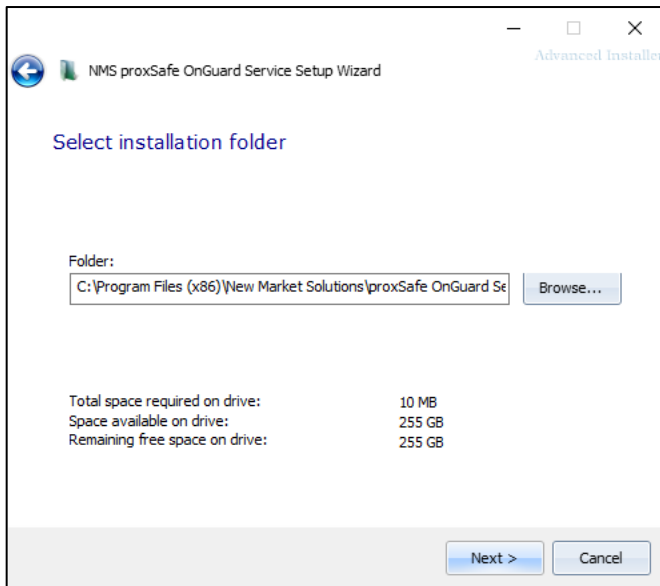 Advanced Installer
NMS proxSafe OnGuard Service Setup Wizard
Select installation folder
Folder:
C:\Program Files (x86)\New Market Solutions\proxSafe OnGuard Se
Browse...
Total space required on drive: 10 MB
Space available on drive: 255 GB
Remaining free space on drive: 255 GB
Next >
Cancel